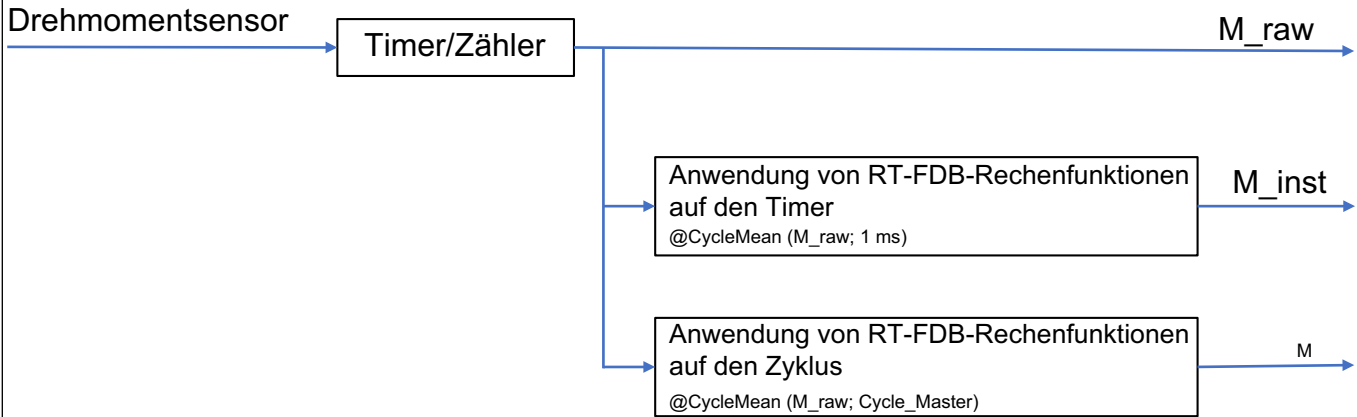 Drehmomentsensor
Timer/Zähler
M_raw
Anwendung von RT-FDB-Rechenfunktionen
auf den Timer
@CycleMean (M_raw; 1 ms)
M_inst
Anwendung von RT-FDB-Rechenfunktionen
auf den Zyklus
@CycleMean (M_raw; Cycle_Master)
M